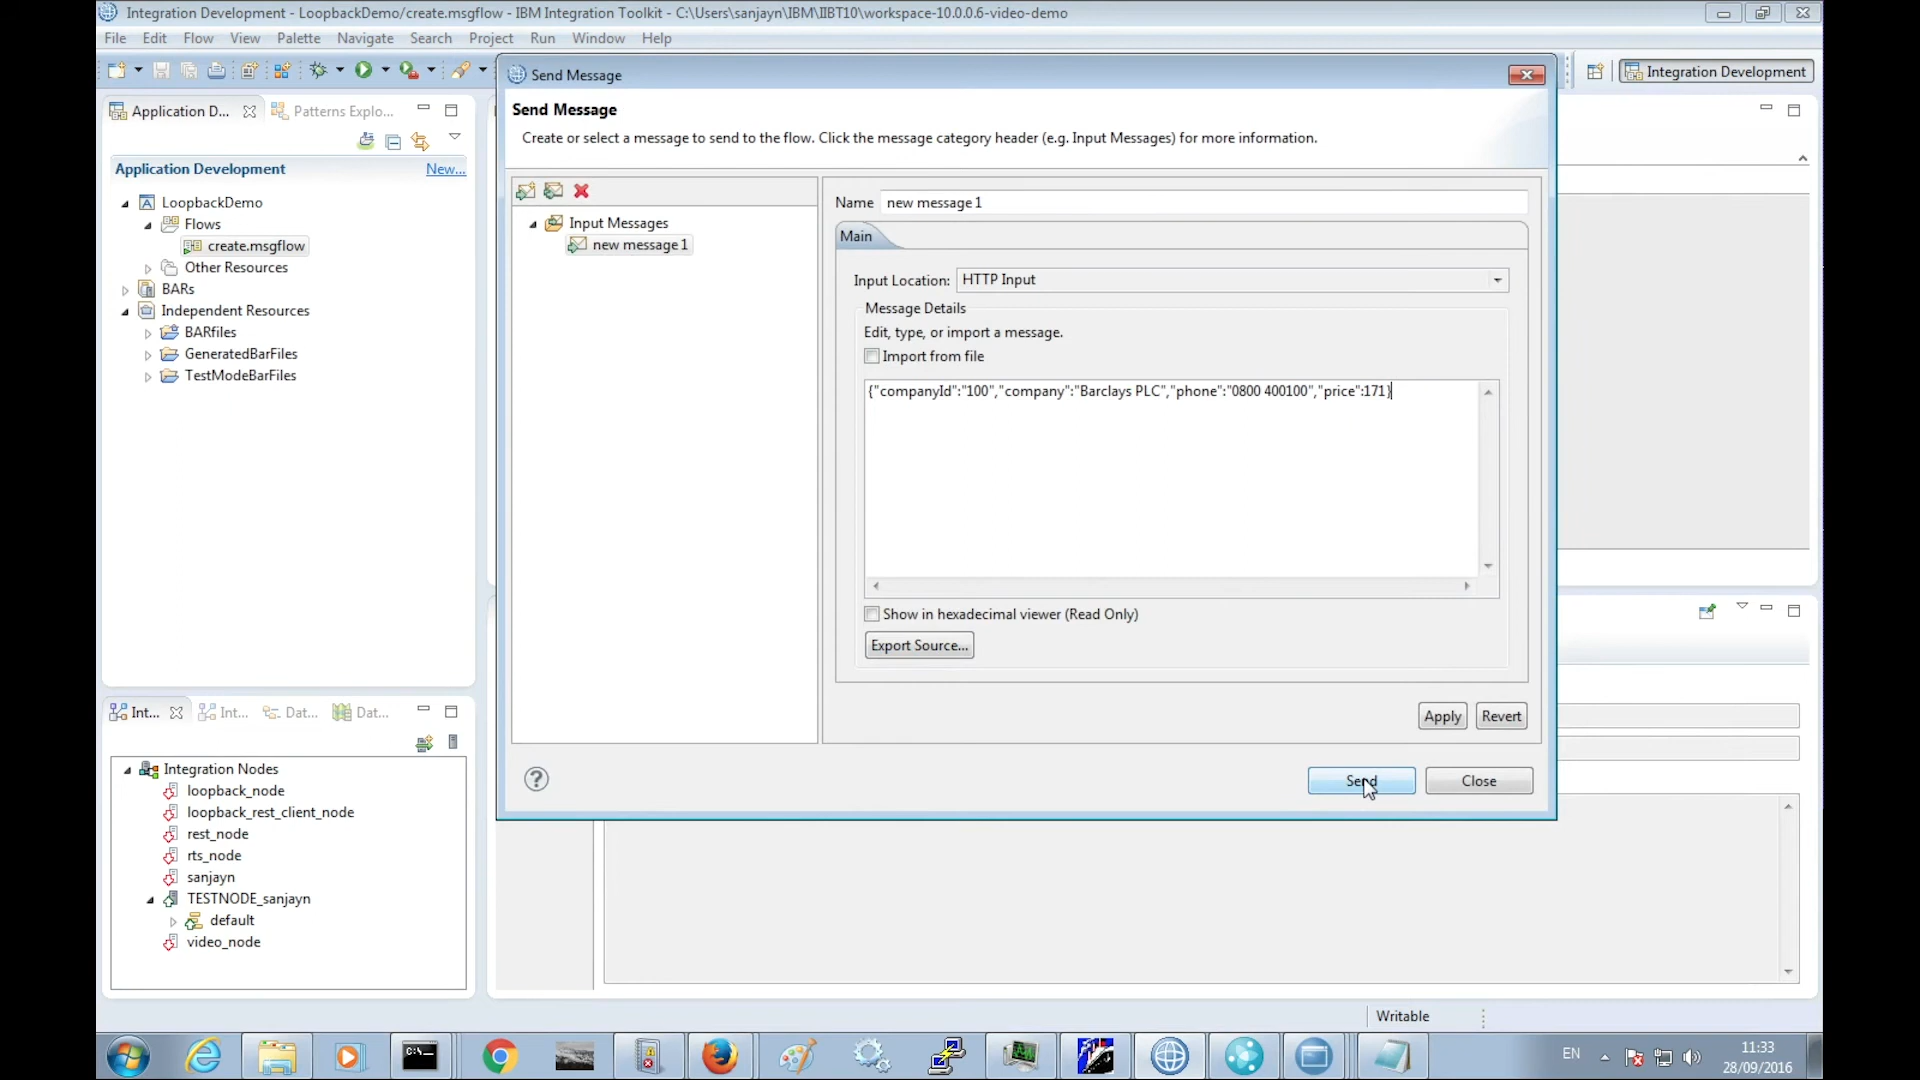 Integration Development - LoopbackDemo/create.msgflow - IBM Integration Toolkit - C:\Users\sanjayn\IBM\IIBT10\workspace-10.0.0.6-video-demo
File Edit Flow View Palette Navigate Search Project Run Window Help
Send Message
Integration Development
Send Message
Create or select a message to send to the flow. Click the message category header (e.g. Input Messages) for more information.
Application D... Patterns Explo...
Application Development New...
LoopbackDemo
Flows
create.msgflow
Other Resources
BARs
Independent Resources
BARfiles
GeneratedBarFiles
TestModeBarFiles
Input Messages
new message 1
Name new message 1
Main
Input Location: HTTP Input
Message Details
Edit, type, or import a message.
Import from file
{"companyId":"100","company":"Barclays PLC","phone":"0800 400100","price":171}
Show in hexadecimal viewer (Read Only)
Export Source...
Apply Revert
Send Close
Int... Int... Dat... Dat...
Integration Nodes
loopback_node
loopback_rest_client_node
rest_node
rts_node
sanjayn
TESTNODE_sanjayn
default
video_node
Writable
C:\.
EN
11:33
28/09/2016